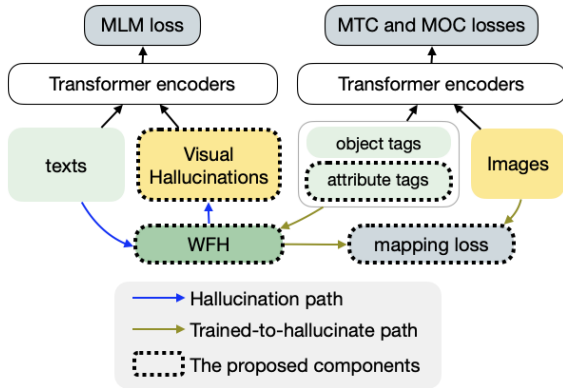 MLM loss
MTC and MOC losses
Transformer encoders
Transformer encoders
texts
Visual
Hallucinations
object tags
attribute tags
Images
WFH
mapping loss
Hallucination path
Trained-to-hallucinate path
The proposed components